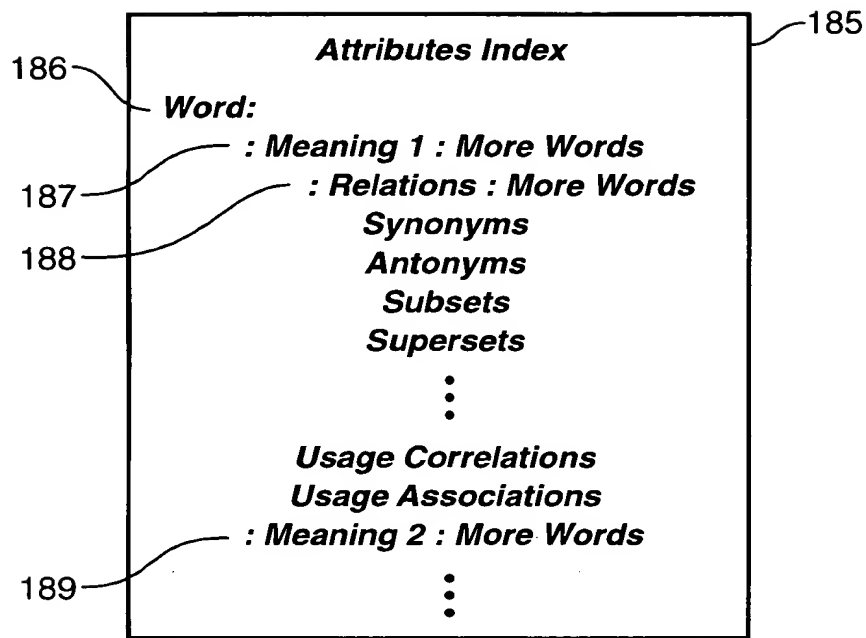 185
Attributes Index
186
Word:
: Meaning 1 : More Words
187
: Relations : More Words
188
Synonyms
Antonyms
Subsets
Supersets
Usage Correlations
Usage Associations
: Meaning 2 : More Words
189